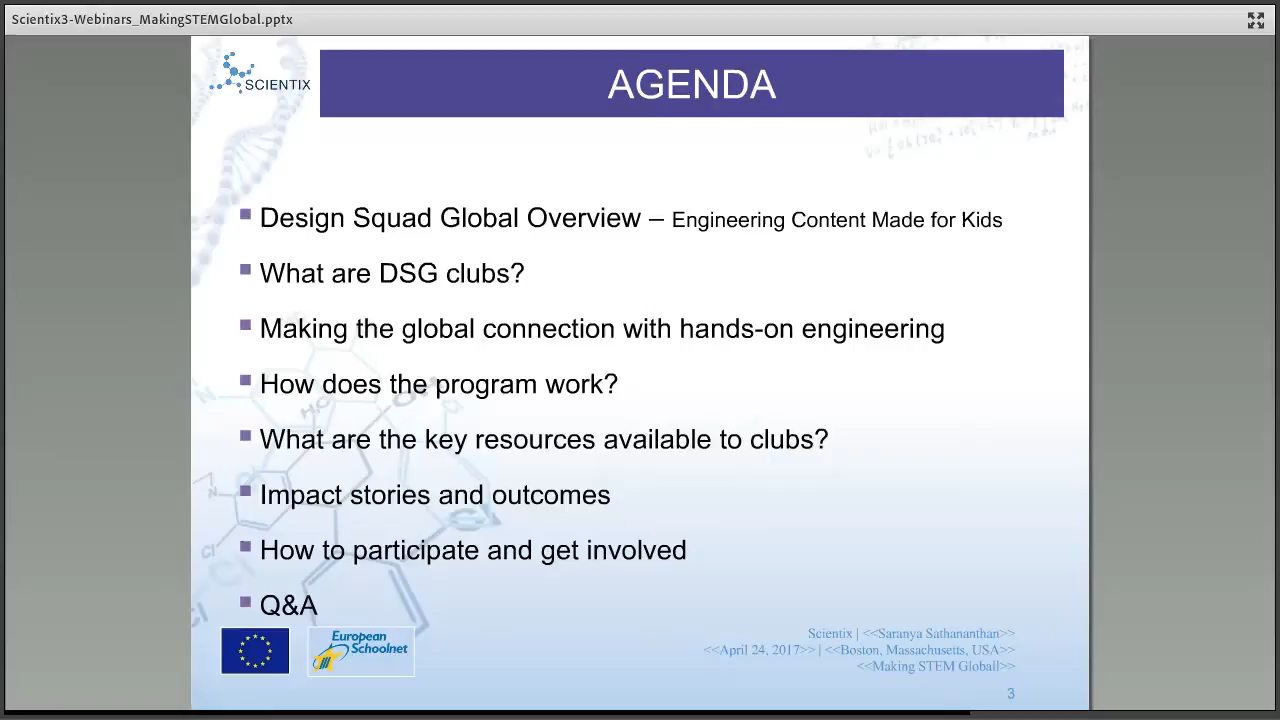 Scientix3-Webinars_MakingSTEMGlobal.pptx
SCIENTIX
AGENDA
Design Squad Global Overview – Engineering Content Made for Kids
What are DSG clubs?
Making the global connection with hands-on engineering
How does the program work?
What are the key resources available to clubs?
Impact stories and outcomes
How to participate and get involved
Q&A
European
Schoolnet
Scientix | <<Saranya Sathananthan>>
<<April 24, 2017>> | <<Boston, Massachusetts, USA>>
<<Making STEM Global|>>
3